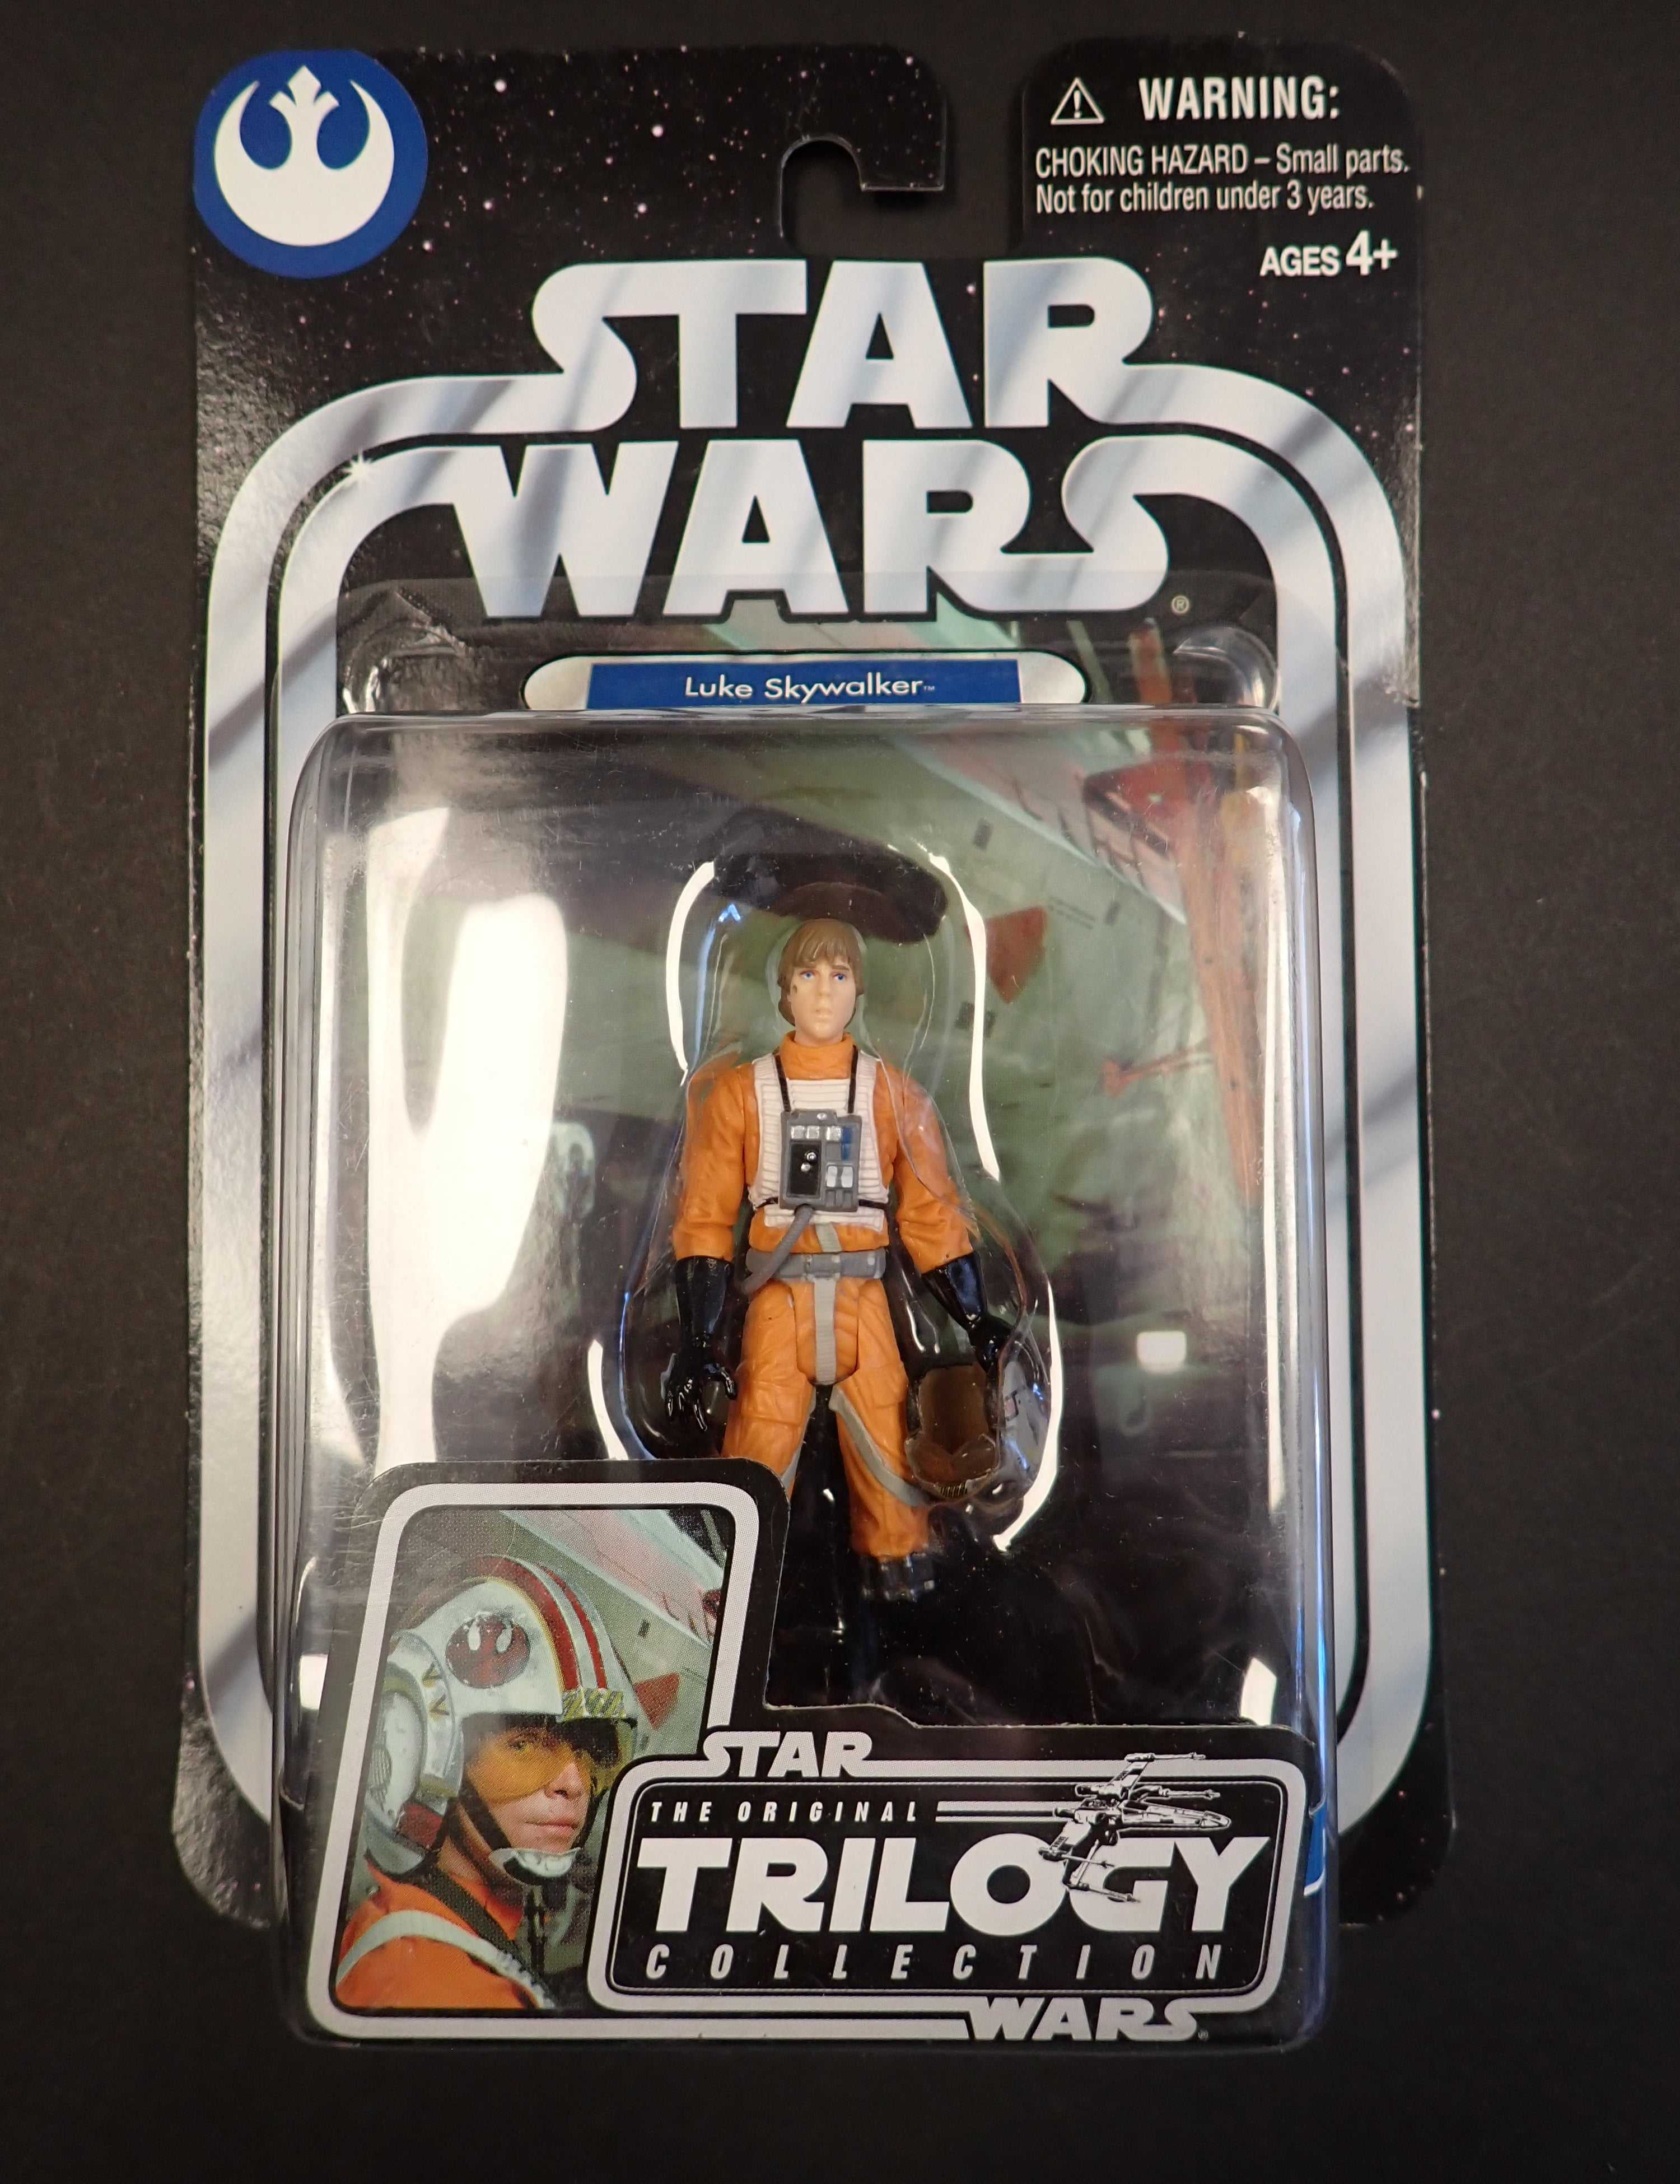 WARNING:
CHOKING HAZARD – Small parts.
Not for children under 3 years.
AGES 4+
STAR
WARS®
Luke Skywalker™
STAR
THE ORIGINAL
TRILOGY
COLLECTION
WARS®